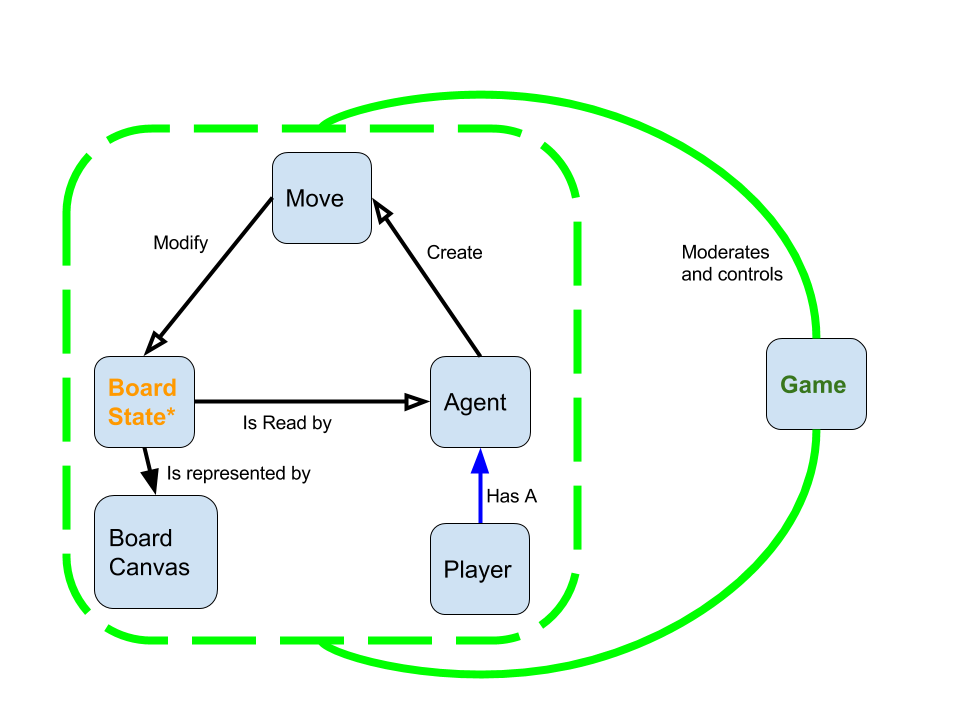 Move
Modify
Create
Moderates
and controls
Board
State*
Agent
Game
Is Read by
Is represented by
Has A
Board
Canvas
Player